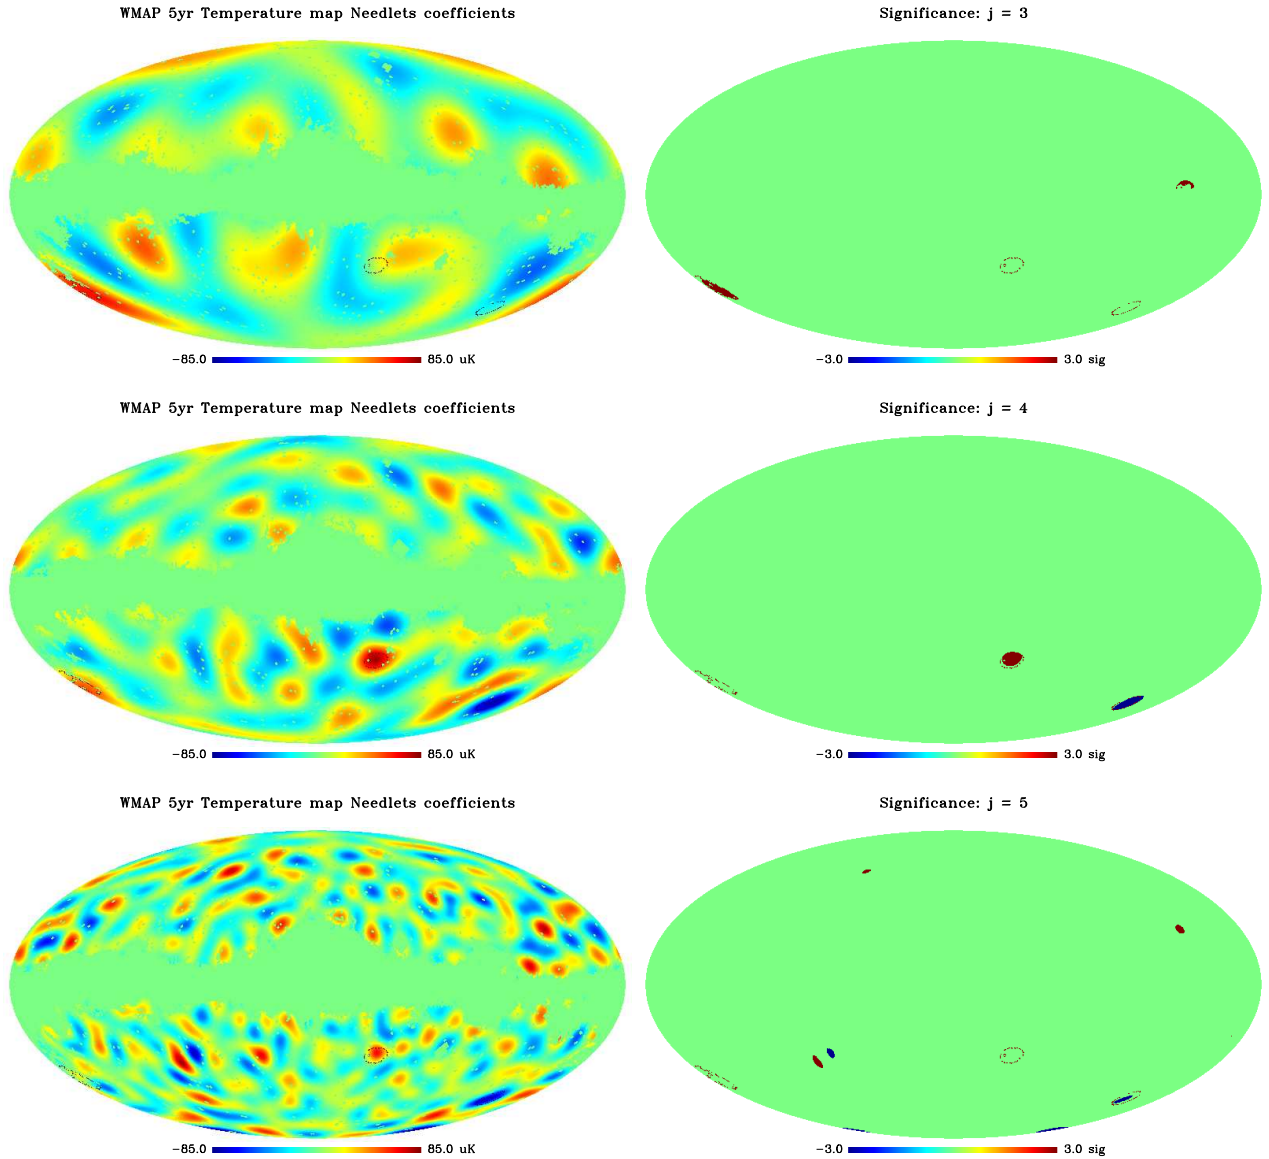 WMAP 5yr Temperature map Needlets coefficients
Significance: j = 3
-85.0 85.0 uK
-3.0 3.0 sig
WMAP 5yr Temperature map Needlets coefficients
Significance: j = 4
-85.0 85.0 uK
-3.0 3.0 sig
WMAP 5yr Temperature map Needlets coefficients
Significance: j = 5
-85.0 85.0 uK
-3.0 3.0 sig